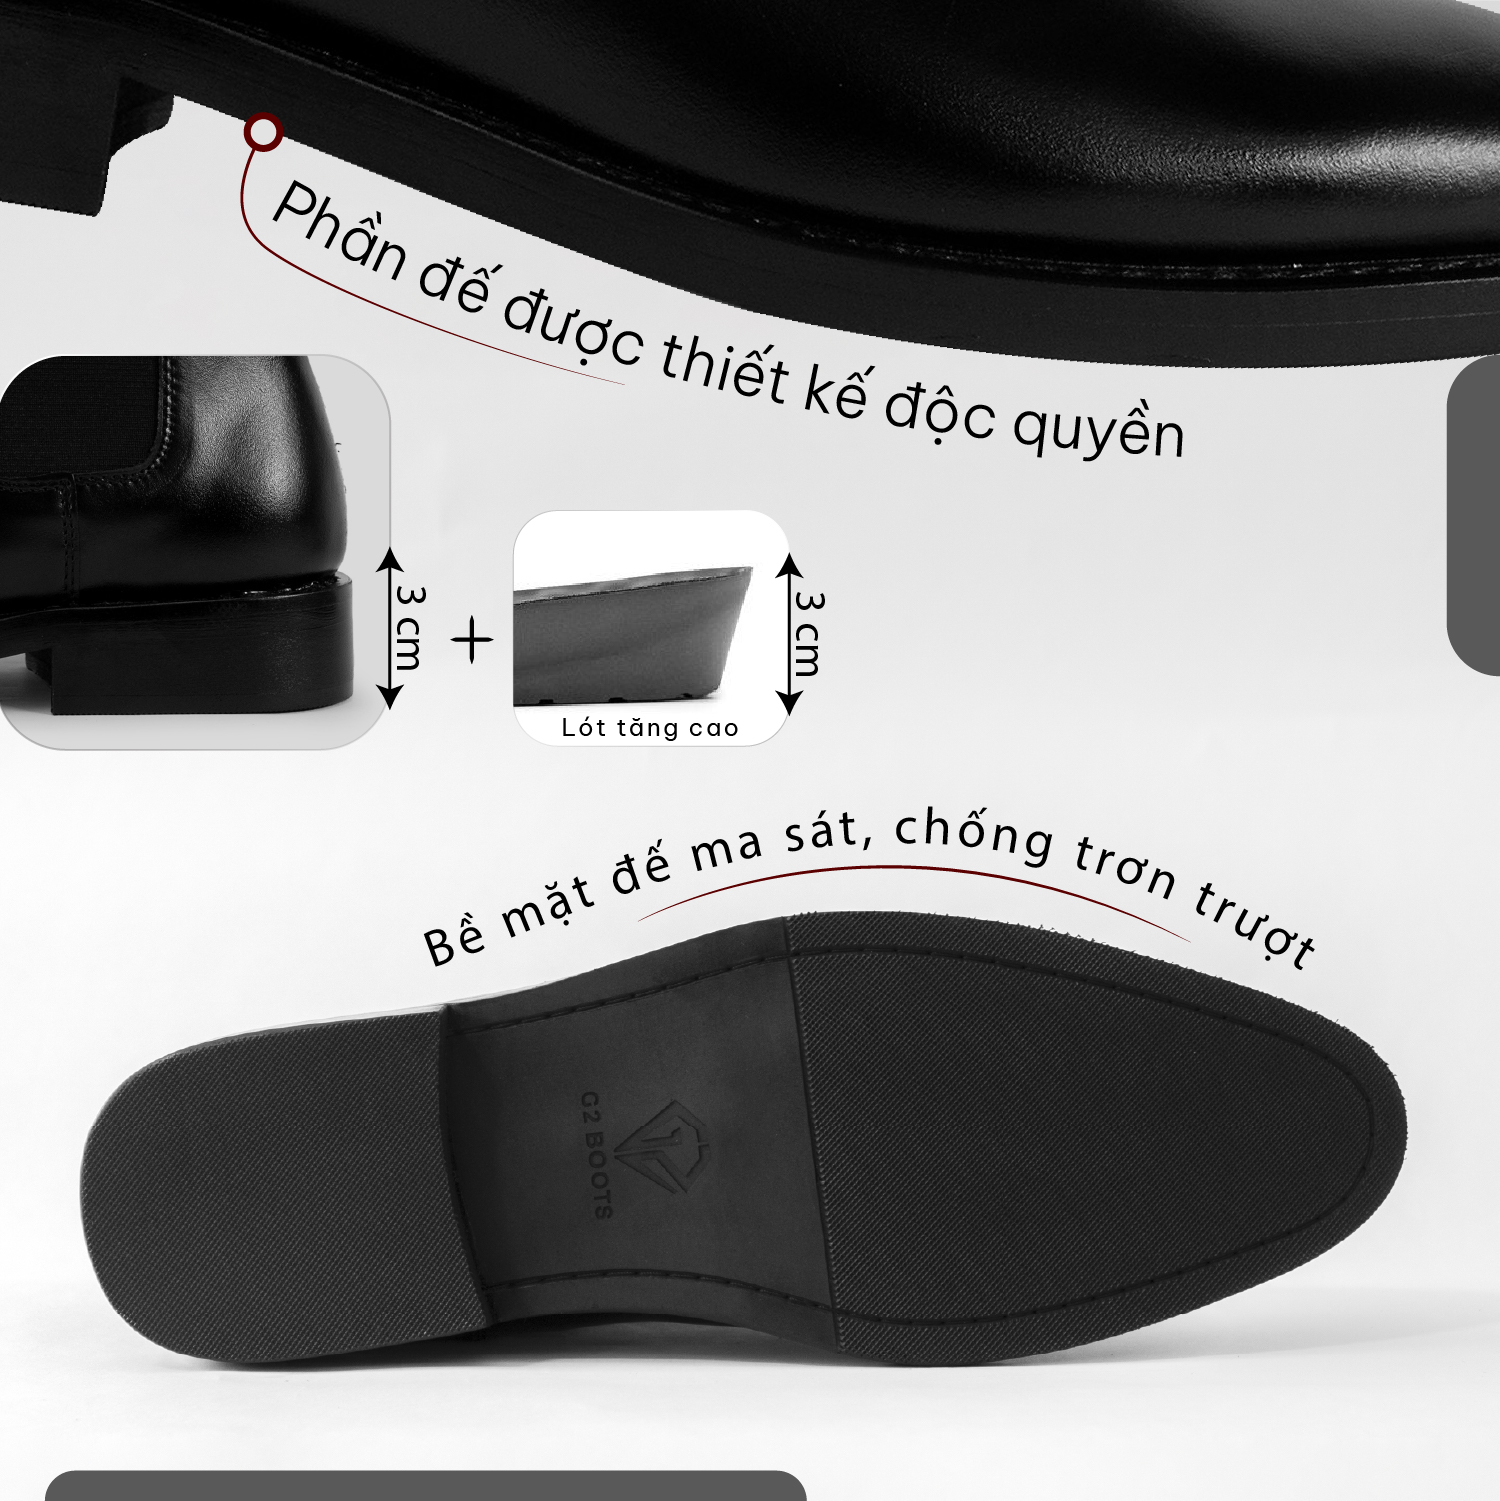 Phần đế được thiết kế độc quyền
3 cm
+
3 cm
Lót tăng cao
Bề mặt đế ma sát, chống trơn trượt
G2 BOOTS